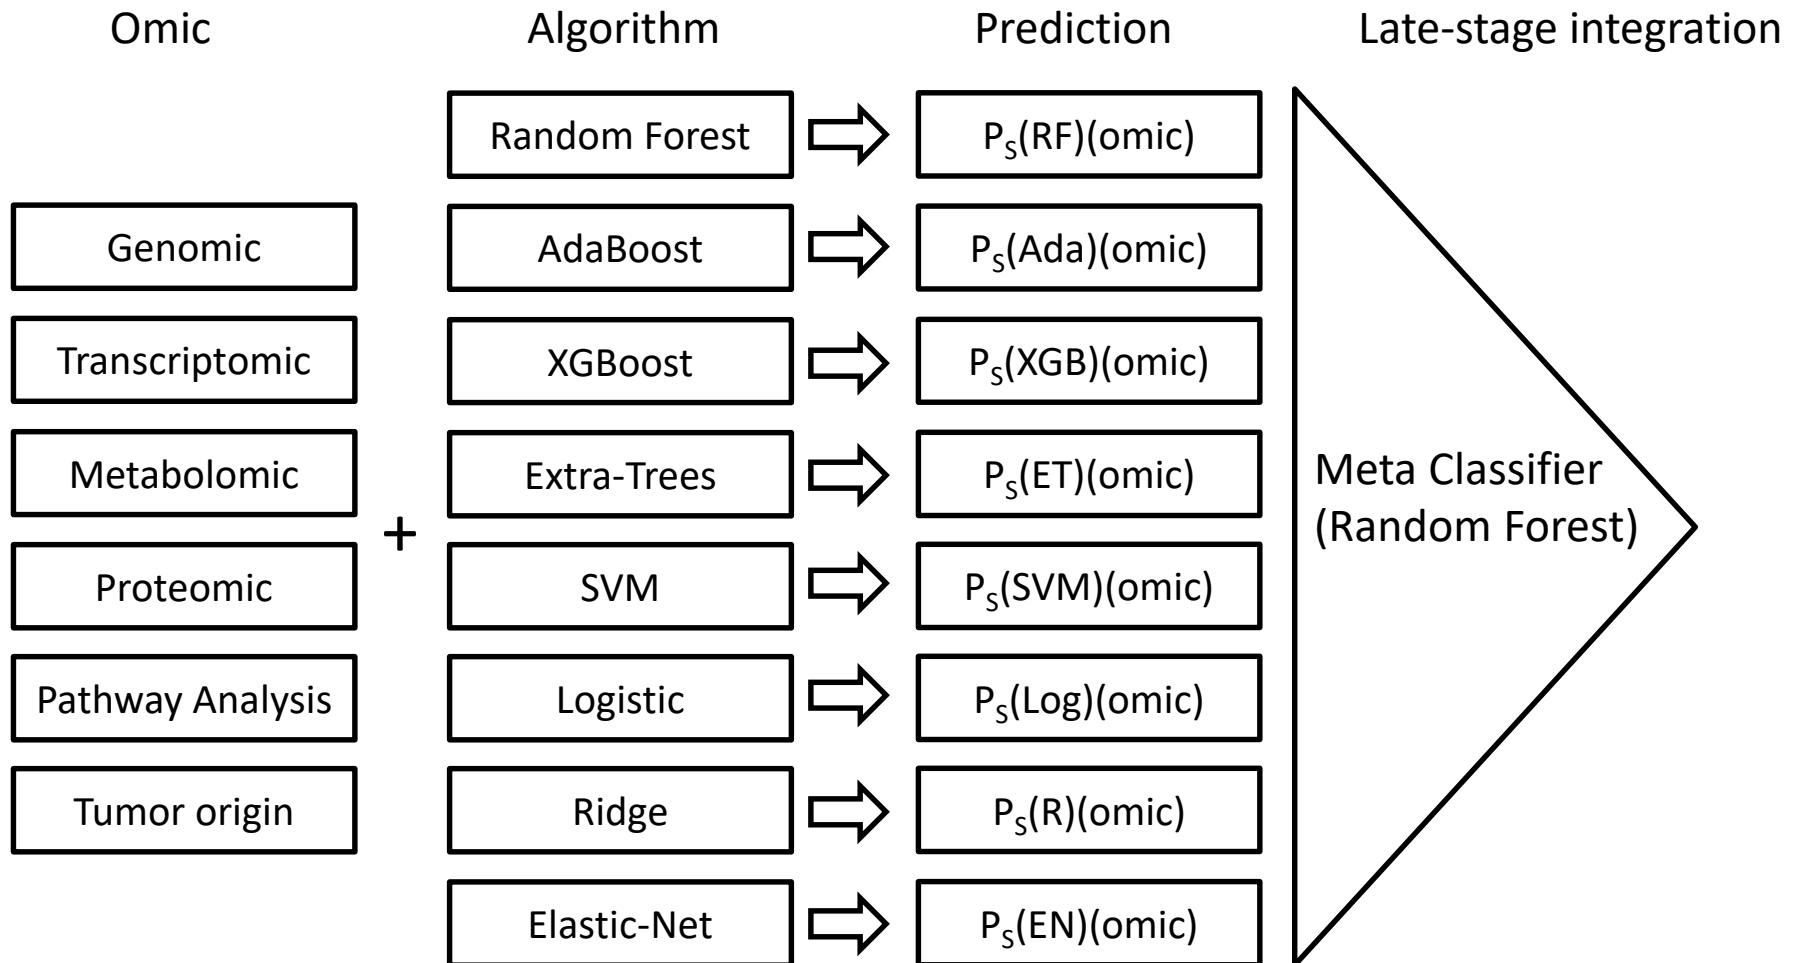 Omic
Algorithm
Prediction
Late-stage integration
Random Forest
Pₛ(RF)(omic)
Genomic
AdaBoost
Pₛ(Ada)(omic)
Transcriptomic
XGBoost
Pₛ(XGB)(omic)
Metabolomic
Extra-Trees
Pₛ(ET)(omic)
Meta Classifier
(Random Forest)
+
Proteomic
SVM
Pₛ(SVM)(omic)
Pathway Analysis
Logistic
Pₛ(Log)(omic)
Tumor origin
Ridge
Pₛ(R)(omic)
Elastic-Net
Pₛ(EN)(omic)